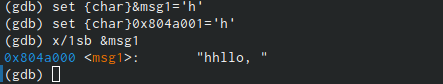 (gdb) set {char}&msg1='h'
(gdb) set {char}0x804a001='h'
(gdb) x/1sb &msg1
0x804a000 <msg1>:        "hhllo, "
(gdb)